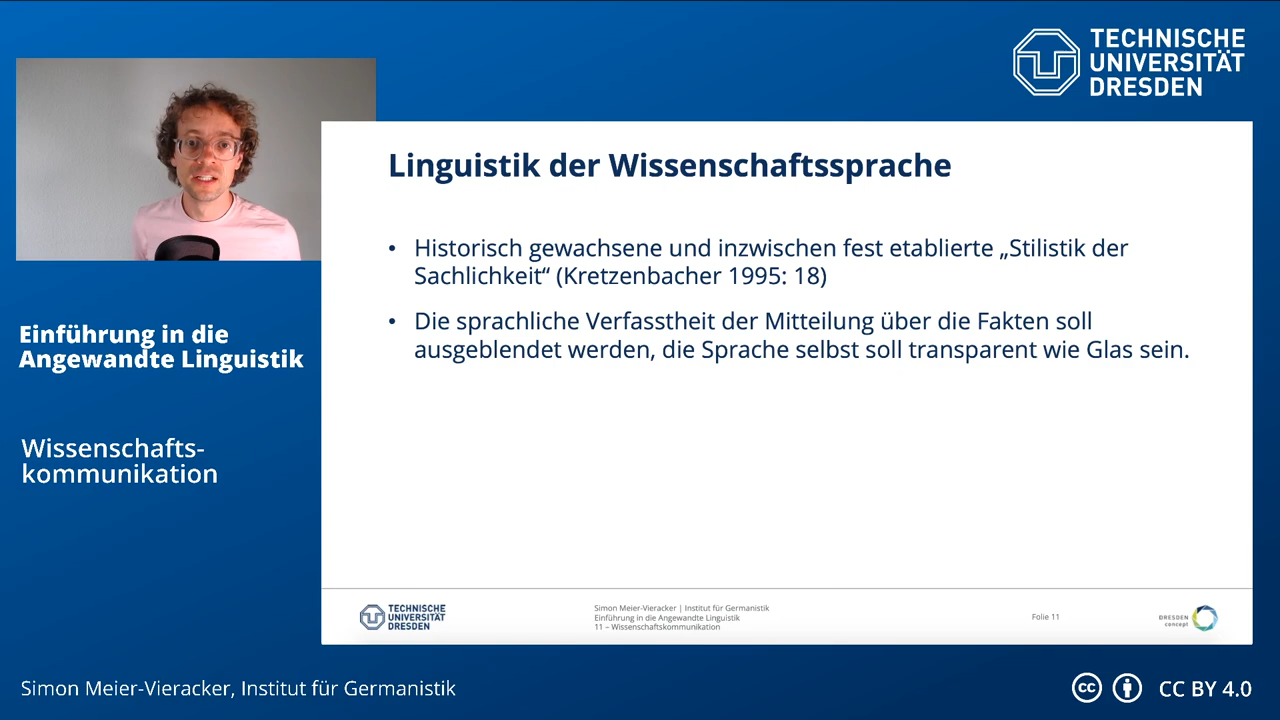 TECHNISCHE
UNIVERSITÄT
DRESDEN
Linguistik der Wissenschaftssprache
• Historisch gewachsene und inzwischen fest etablierte „Stilistik der
Sachlichkeit“ (Kretzenbacher 1995: 18)
• Die sprachliche Verfasstheit der Mitteilung über die Fakten soll
ausgeblendet werden, die Sprache selbst soll transparent wie Glas sein.
Einführung in die
Angewandte Linguistik
Wissenschafts-
kommunikation
TECHNISCHE
UNIVERSITÄT
DRESDEN
Simon Meier-Vieracker | Institut für Germanistik
Einführung in die Angewandte Linguistik
11 – Wissenschaftskommunikation
Folie 11
DRESDEN
concept
Simon Meier-Vieracker, Institut für Germanistik
cc CC BY 4.0